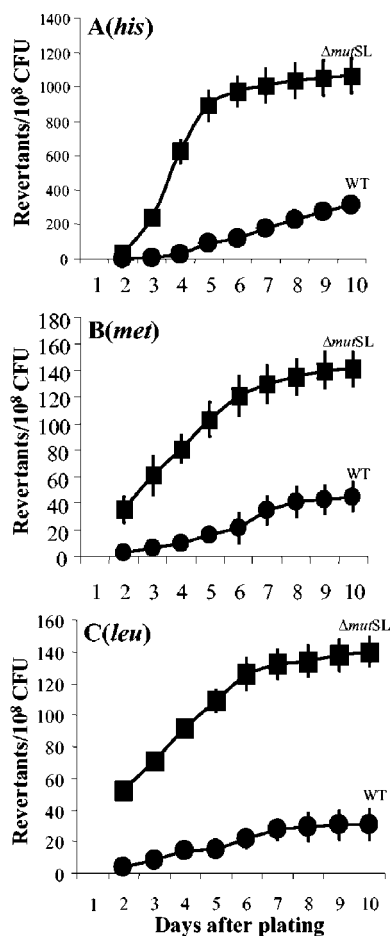 A(his)
Revertants/10⁸ CFU
1400
1200
1000
800
600
400
200
0
ΔmutSL
WT
1 2 3 4 5 6 7 8 9 10
B(met)
Revertants/10⁸ CFU
180
160
140
120
100
80
60
40
20
0
ΔmutSL
WT
1 2 3 4 5 6 7 8 9 10
C(leu)
Revertants/10⁸ CFU
160
140
120
100
80
60
40
20
0
ΔmutSL
WT
1 2 3 4 5 6 7 8 9 10
Days after plating